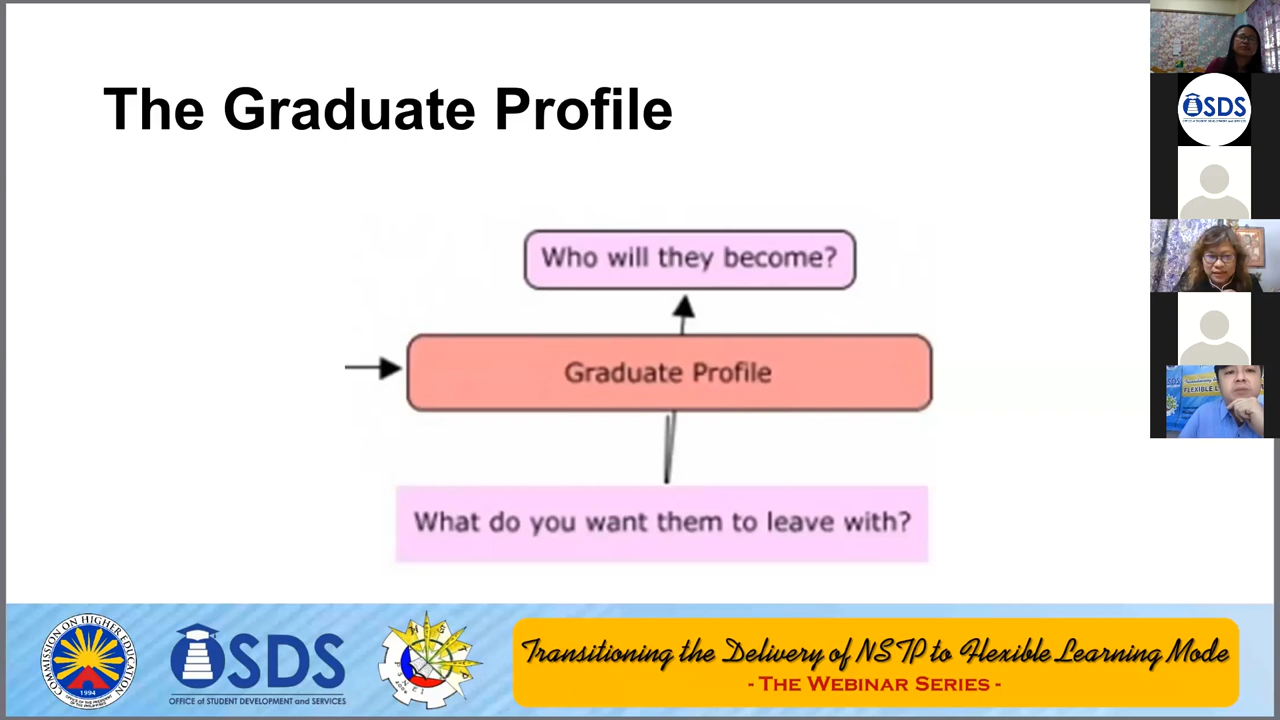 The Graduate Profile
Who will they become?
Graduate Profile
What do you want them to leave with?
COMMISSION ON HIGHER EDUCATION
1994
OSDS
OFFICE of STUDENT DEVELOPMENT and SERVICES
Transitioning the Delivery of NSTP to Flexible Learning Mode
- THE WEBINAR SERIES -
OSDS